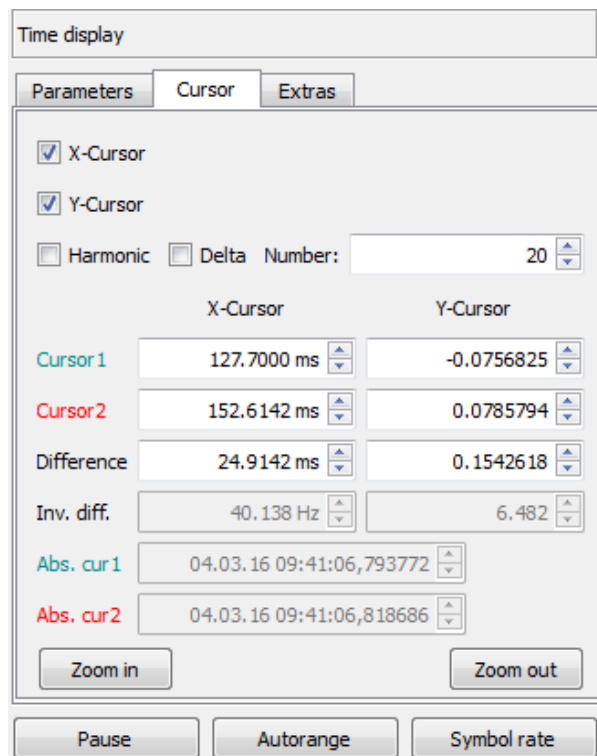 Time display
Parameters Cursor Extras
X-Cursor
Y-Cursor
Harmonic Delta Number: 20
X-Cursor Y-Cursor
Cursor1 127.7000 ms -0.0756825
Cursor2 152.6142 ms 0.0785794
Difference 24.9142 ms 0.1542618
Inv. diff. 40.138 Hz 6.482
Abs. cur1 04.03.16 09:41:06,793772
Abs. cur2 04.03.16 09:41:06,818686
Zoom in Zoom out
Pause Autorange Symbol rate